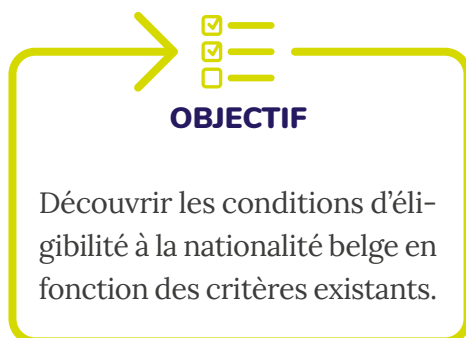 OBJECTIF
Découvrir les conditions d’éli-
gibilité à la nationalité belge en
fonction des critères existants.